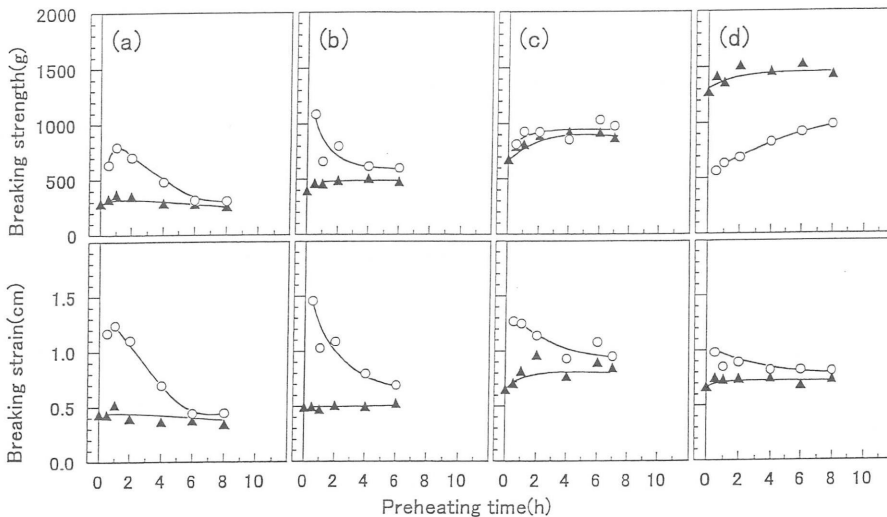 2000
1500
1000
500
0
Breaking strength(g)
(a)
(b)
(c)
(d)
1.5
1.0
0.5
0.0
Breaking strain(cm)
0 2 4 6 8 10
0 2 4 6 8 10
0 2 4 6 8 10
0 2 4 6 8 10
Preheating time(h)